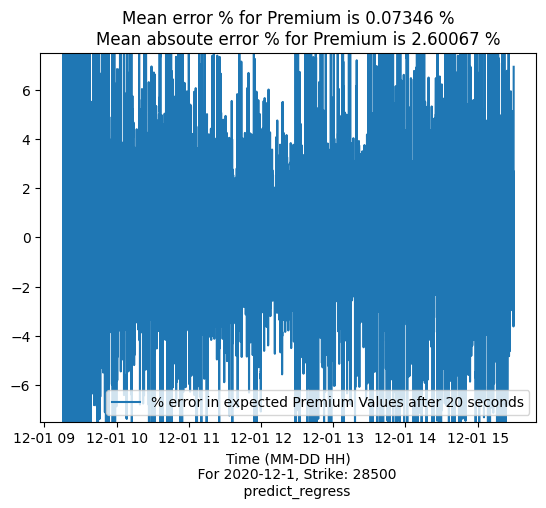 Mean error % for Premium is 0.07346 %
Mean absoute error % for Premium is 2.60067 %
6
4
2
0
−2
−4
−6
% error in expected Premium Values after 20 seconds
12-01 09 12-01 10 12-01 11 12-01 12 12-01 13 12-01 14 12-01 15
Time (MM-DD HH)
For 2020-12-1, Strike: 28500
predict_regress